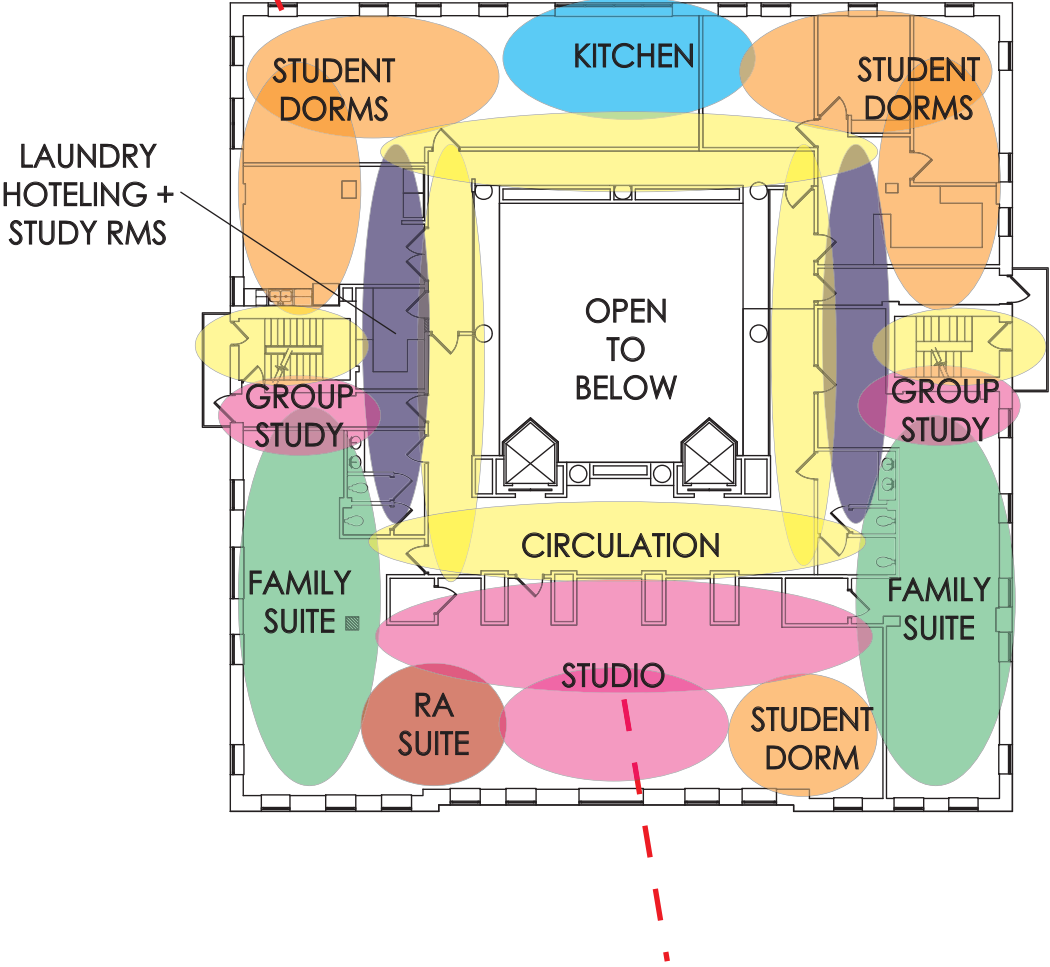 STUDENT
DORMS
KITCHEN
STUDENT
DORMS
LAUNDRY
HOTELING +
STUDY RMS
OPEN
TO
BELOW
GROUP
STUDY
GROUP
STUDY
CIRCULATION
FAMILY
SUITE
FAMILY
SUITE
STUDIO
RA
SUITE
STUDENT
DORM